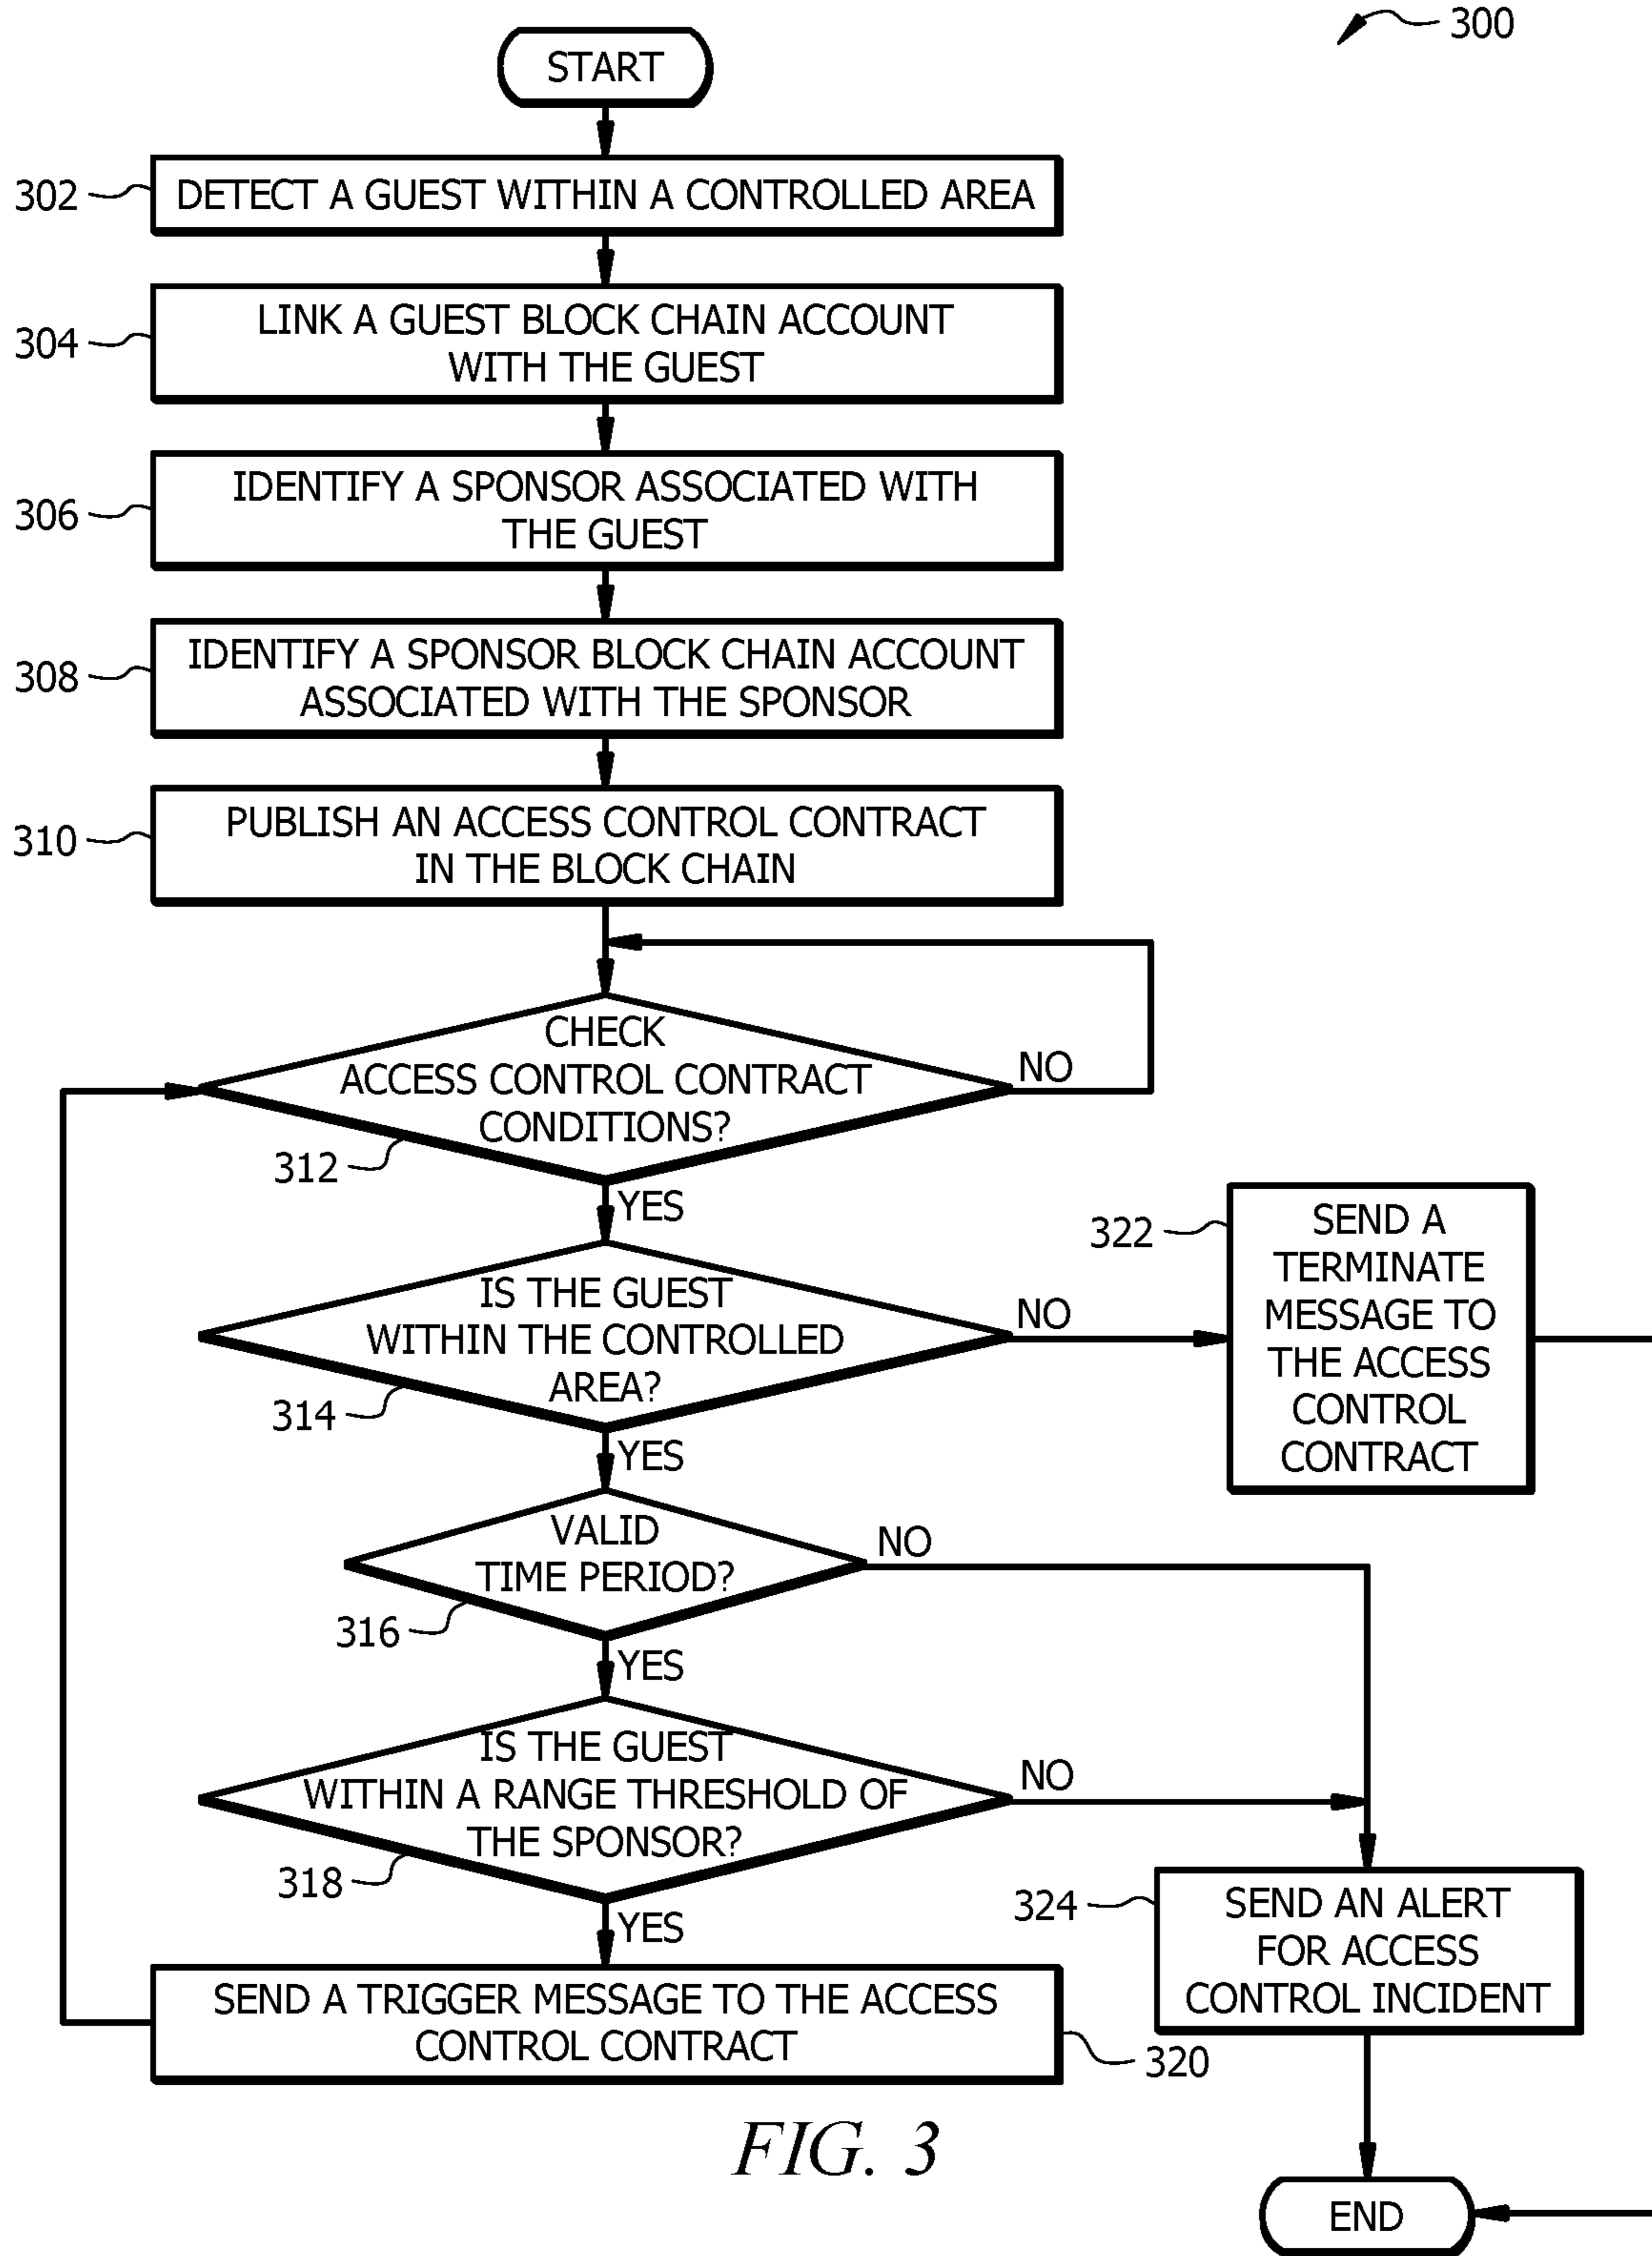 300
START
302
DETECT A GUEST WITHIN A CONTROLLED AREA
304
LINK A GUEST BLOCK CHAIN ACCOUNT
WITH THE GUEST
306
IDENTIFY A SPONSOR ASSOCIATED WITH
THE GUEST
308
IDENTIFY A SPONSOR BLOCK CHAIN ACCOUNT
ASSOCIATED WITH THE SPONSOR
310
PUBLISH AN ACCESS CONTROL CONTRACT
IN THE BLOCK CHAIN
CHECK
ACCESS CONTROL CONTRACT
CONDITIONS?
NO
312
YES
IS THE GUEST
WITHIN THE CONTROLLED
AREA?
NO
314
322
SEND A
TERMINATE
MESSAGE TO
THE ACCESS
CONTROL
CONTRACT
YES
VALID
TIME PERIOD?
NO
316
YES
IS THE GUEST
WITHIN A RANGE THRESHOLD OF
THE SPONSOR?
NO
318
YES
324
SEND AN ALERT
FOR ACCESS
CONTROL INCIDENT
SEND A TRIGGER MESSAGE TO THE ACCESS
CONTROL CONTRACT
320
FIG. 3
END